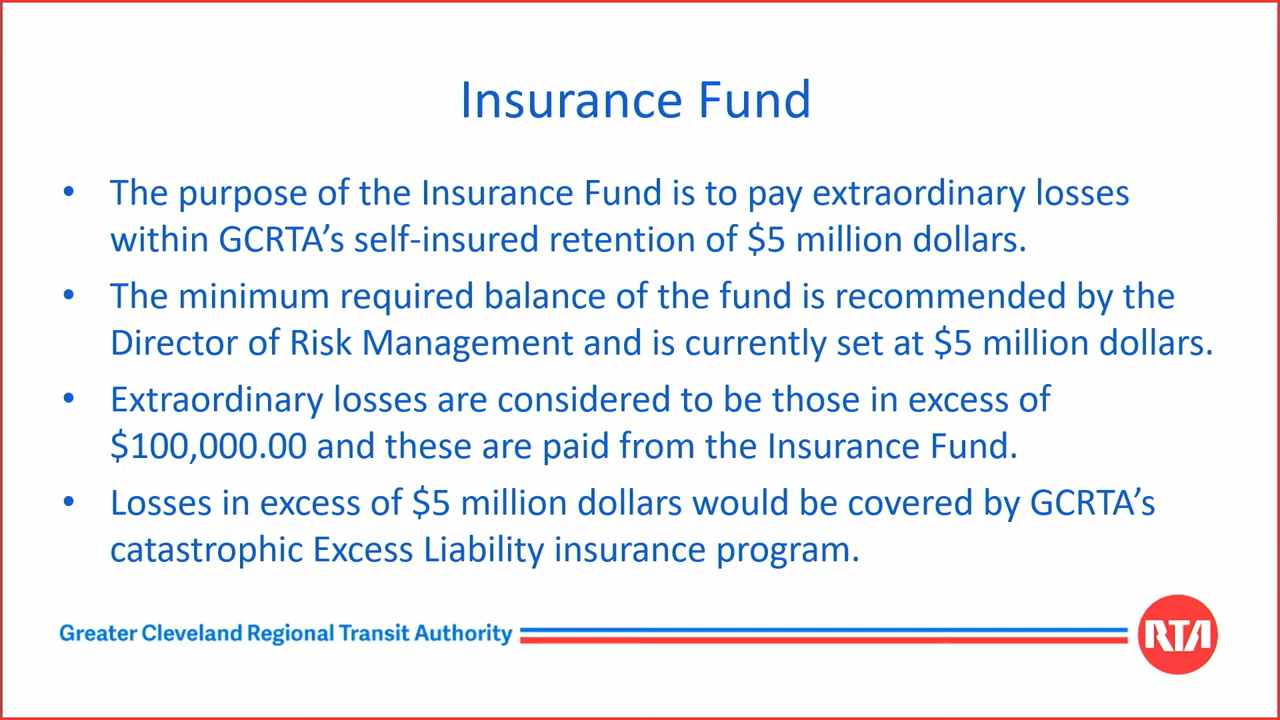 Insurance Fund
• The purpose of the Insurance Fund is to pay extraordinary losses
within GCRTA’s self-insured retention of $5 million dollars.
• The minimum required balance of the fund is recommended by the
Director of Risk Management and is currently set at $5 million dollars.
• Extraordinary losses are considered to be those in excess of
$100,000.00 and these are paid from the Insurance Fund.
• Losses in excess of $5 million dollars would be covered by GCRTA’s
catastrophic Excess Liability insurance program.
Greater Cleveland Regional Transit Authority
RTA